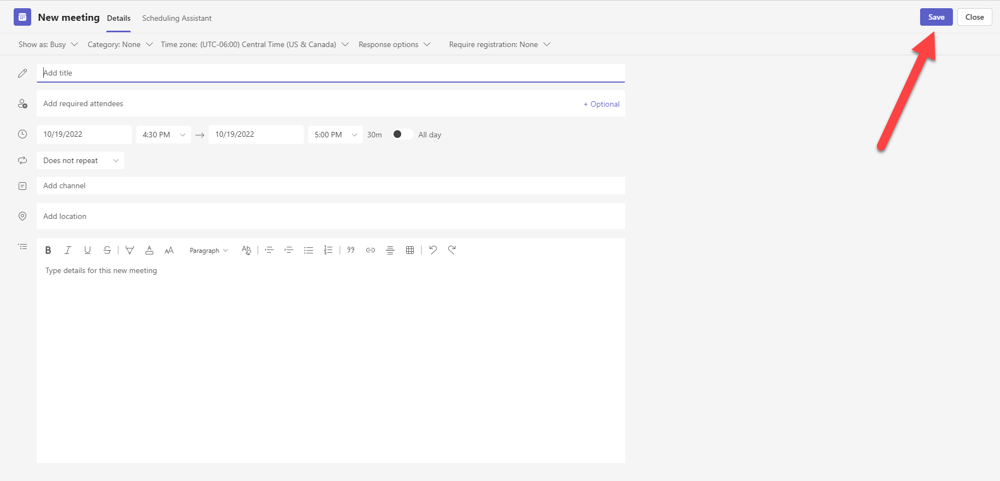 New meeting Details Scheduling Assistant Save Close
Show as: Busy Category: None Time zone: (UTC-06:00) Central Time (US & Canada) Response options Require registration: None
Add title
Add required attendees + Optional
10/19/2022 4:30 PM → 10/19/2022 5:00 PM 30m All day
Does not repeat
Add channel
Add location
B I U S A AA Paragraph Ab 99
Type details for this new meeting